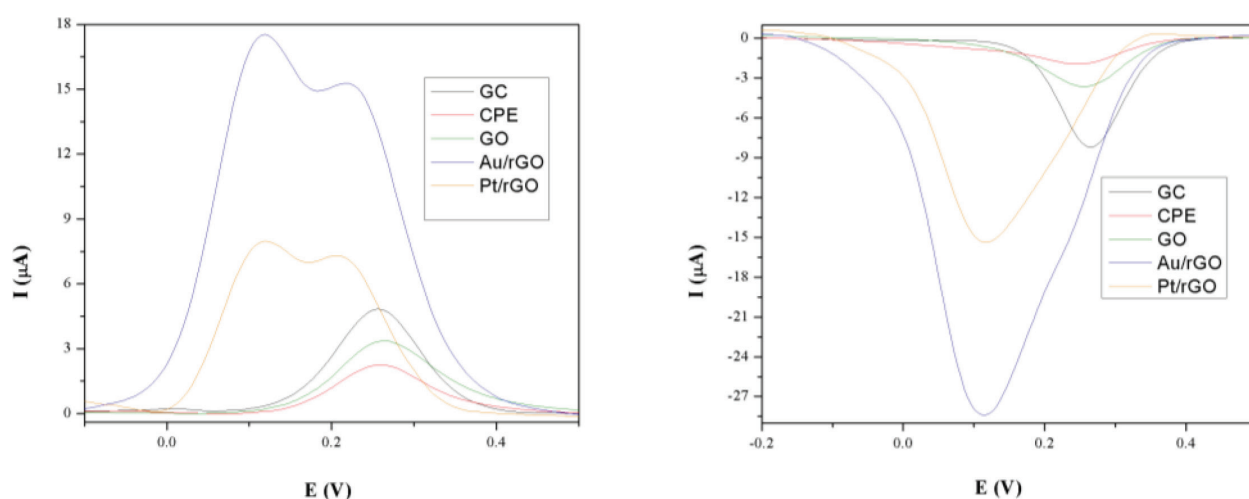 18
15
12
9
6
3
0
I (µA)
GC
CPE
GO
Au/rGO
Pt/rGO
0.0
0.2
0.4
E (V)
0
-3
-6
-9
-12
-15
-18
-21
-24
-27
I (µA)
GC
CPE
GO
Au/rGO
Pt/rGO
-0.2
0.0
0.2
0.4
E (V)